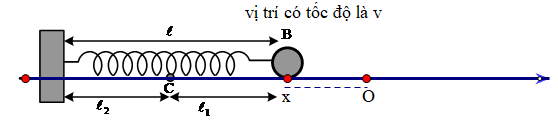 vị trí có tốc độ là v
ℓ B
C
ℓ₂ ℓ₁ x O